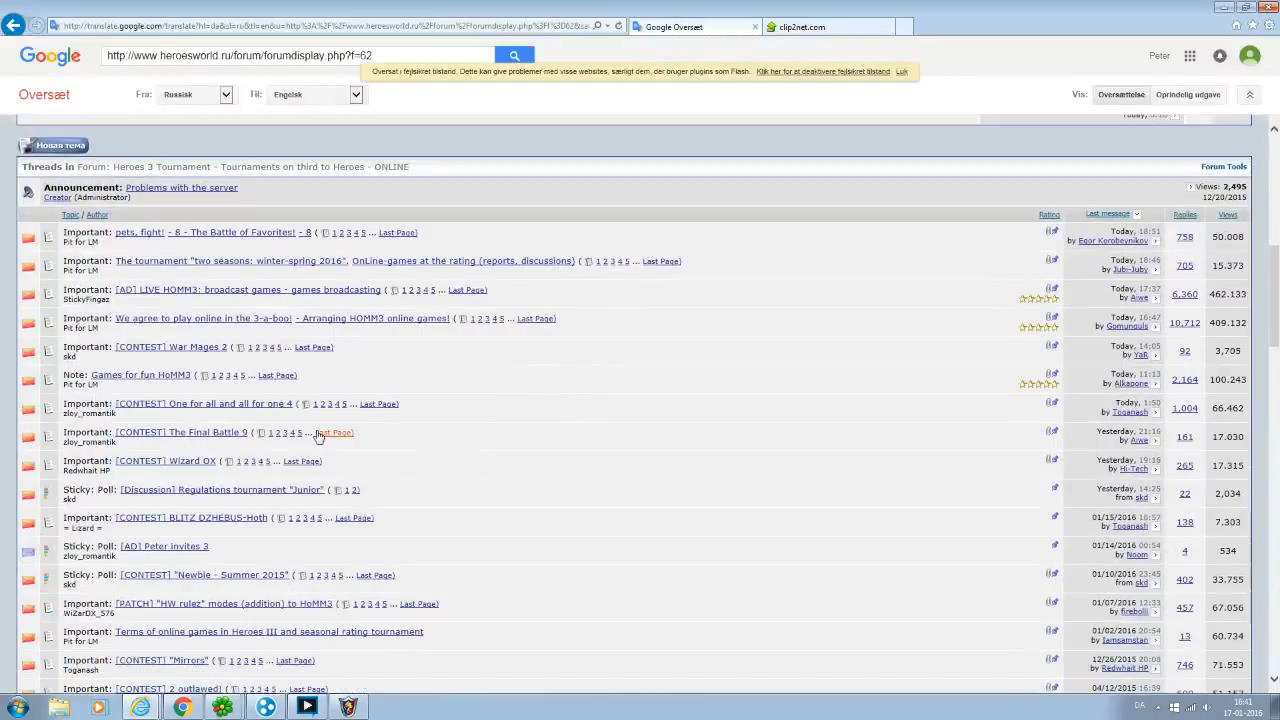 Google Oversæt
clip2net.com
Google
http://www.heroesworld.ru/forum/forumdisplay.php?f=62
Peter
Oversat i fejlsikret tilstand. Dette kan give problemer med visse websites, særligt dem, der bruger plugins som Flash. Klik her for at deaktivere fejlsikret tilstand Luk
Oversæt
Fra: Russisk Til: Engelsk
Vis: Oversættelse Oprindelig udgave
Новая тема
Threads in Forum: Heroes 3 Tournament - Tournaments on third to Heroes - ONLINE Forum Tools
Announcement: Problems with the server Views: 2,495
Creator (Administrator) 12/20/2015
Topic / Author Rating Last message Replies Views
Important: pets, fight! - 8 - The Battle of Favorites! - 8 ( 1 2 3 4 5 ... Last Page) Today, 18:51 758 50.008
Pit for LM by Egor Korobeynikov
Important: The tournament "two seasons: winter-spring 2016". OnLine-games at the rating (reports, discussions) ( 1 2 3 4 5 ... Last Page) Today, 18:46 705 15.373
Pit for LM by Jubi-Juby
Important: [AD] LIVE HOMM3: broadcast games - games broadcasting ( 1 2 3 4 5 ... Last Page) Today, 17:37 6,360 462.133
StickyFingaz by Aiwe
Important: We agree to play online in the 3-a-boo! - Arranging HOMM3 online games! ( 1 2 3 4 5 ... Last Page) Today, 16:47 10,712 409.132
Pit for LM by Gomunguls
Important: [CONTEST] War Mages 2 ( 1 2 3 4 5 ... Last Page) Today, 14:05 92 3,705
skd by YaR
Note: Games for fun HoMM3 ( 1 2 3 4 5 ... Last Page) Today, 11:13 2,164 100.243
Pit for LM by Alkapone
Important: [CONTEST] One for all and all for one 4 ( 1 2 3 4 5 ... Last Page) Today, 1:50 1,004 66.462
zloy_romantik by Toganash
Important: [CONTEST] The Final Battle 9 ( 1 2 3 4 5 ... Last Page) Yesterday, 21:16 161 17.030
zloy_romantik by Aiwe
Important: [CONTEST] Wizard OX ( 1 2 3 4 5 ... Last Page) Yesterday, 19:16 265 17.315
Redwhait HP by Hi-Tech
Sticky: Poll: [Discussion] Regulations tournament "Junior" ( 1 2) Yesterday, 14:25 22 2,034
skd from skd
Important: [CONTEST] BLITZ DZHEBUS-Hoth ( 1 2 3 4 5 ... Last Page) 01/15/2016 18:57 138 7,303
= Lizard = by Toganash
Sticky: Poll: [AD] Peter invites 3 01/14/2016 00:54 4 534
zloy_romantik by Noom
Sticky: Poll: [CONTEST] "Newbie - Summer 2015" ( 1 2 3 4 5 ... Last Page) 01/10/2016 23:45 402 33.755
skd by skd
Important: [PATCH] "HW rulez" modes (addition) to HoMM3 ( 1 2 3 4 5 ... Last Page) 01/07/2016 12:33 457 67.056
WiZarDX_576 by firebolli
Important: Terms of online games in Heroes III and seasonal rating tournament 01/02/2016 20:54 13 60.734
Pit for LM by Iamsamstan
Important: [CONTEST] "Mirrors" ( 1 2 3 4 5 ... Last Page) 12/26/2015 20:08 746 71.553
Toganash by Redwhait HP
Important: [CONTEST] 2 outlawed! ( 1 2 3 4 5 ... Last Page) 04/12/2015 16:39
DA 16:41
17-01-2016